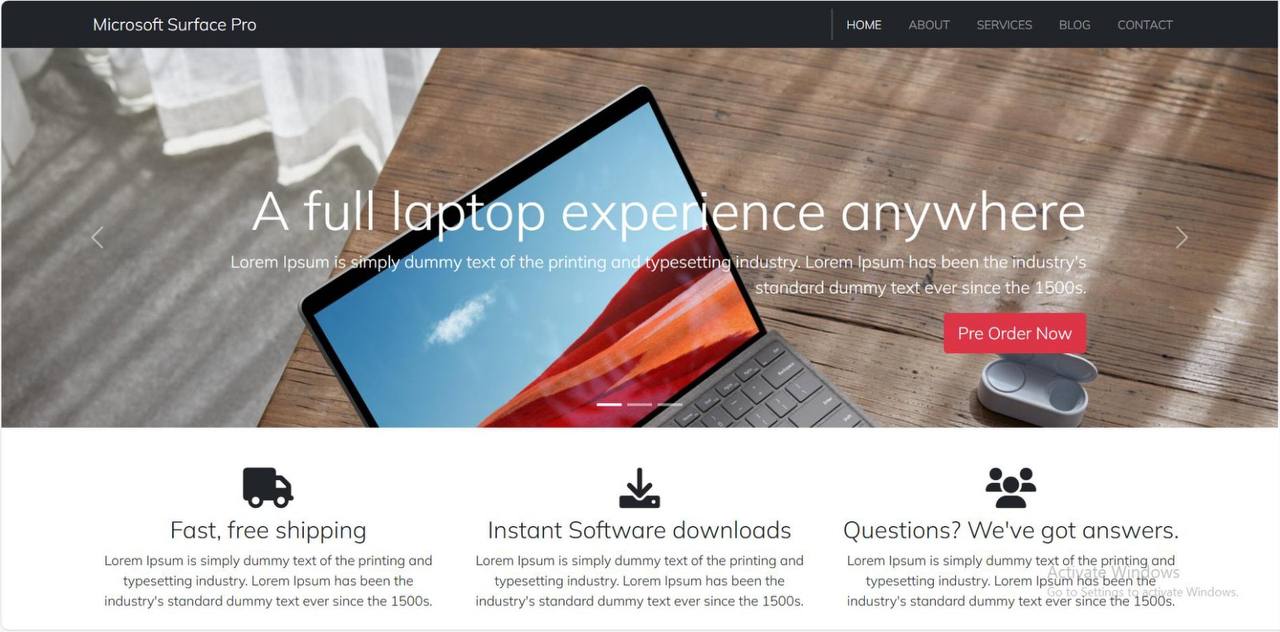 Microsoft Surface Pro
HOME ABOUT SERVICES BLOG CONTACT
A full laptop experience anywhere
Lorem Ipsum is simply dummy text of the printing and typesetting industry. Lorem Ipsum has been the industry's
standard dummy text ever since the 1500s.
Pre Order Now
Fast, free shipping
Lorem Ipsum is simply dummy text of the printing and
typesetting industry. Lorem Ipsum has been the
industry's standard dummy text ever since the 1500s.
Instant Software downloads
Lorem Ipsum is simply dummy text of the printing and
typesetting industry. Lorem Ipsum has been the
industry's standard dummy text ever since the 1500s.
Questions? We've got answers.
Lorem Ipsum is simply dummy text of the printing and
typesetting industry. Lorem Ipsum has been the
industry's standard dummy text ever since the 1500s.
Activate Windows
Go to Settings to activate Windows.